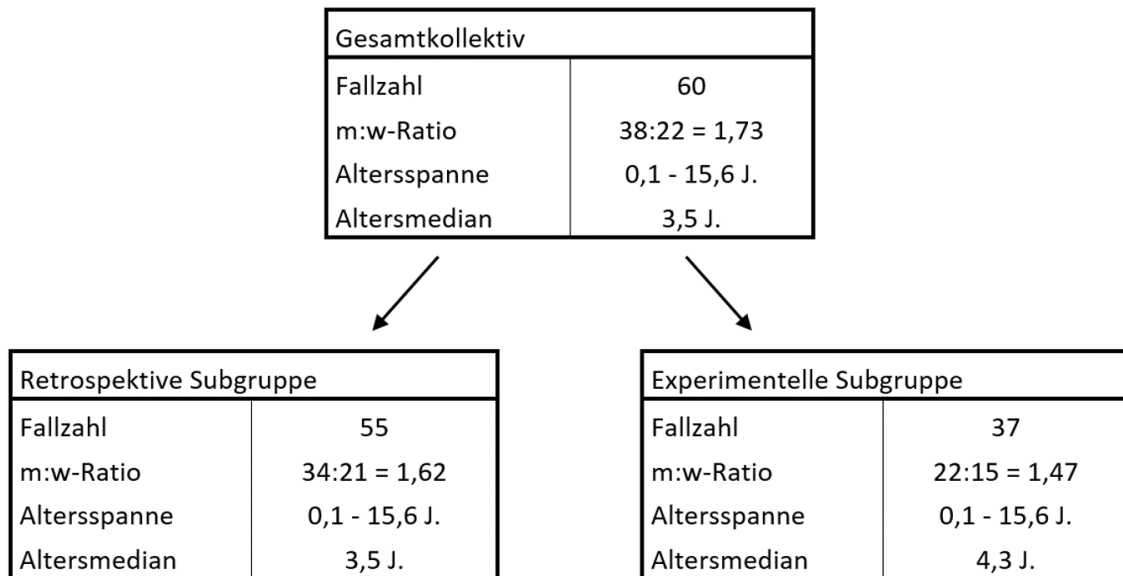 Gesamtkollektiv
Fallzahl 60
m:w-Ratio 38:22 = 1,73
Altersspanne 0,1 - 15,6 J.
Altersmedian 3,5 J.
Retrospektive Subgruppe
Fallzahl 55
m:w-Ratio 34:21 = 1,62
Altersspanne 0,1 - 15,6 J.
Altersmedian 3,5 J.
Experimentelle Subgruppe
Fallzahl 37
m:w-Ratio 22:15 = 1,47
Altersspanne 0,1 - 15,6 J.
Altersmedian 4,3 J.